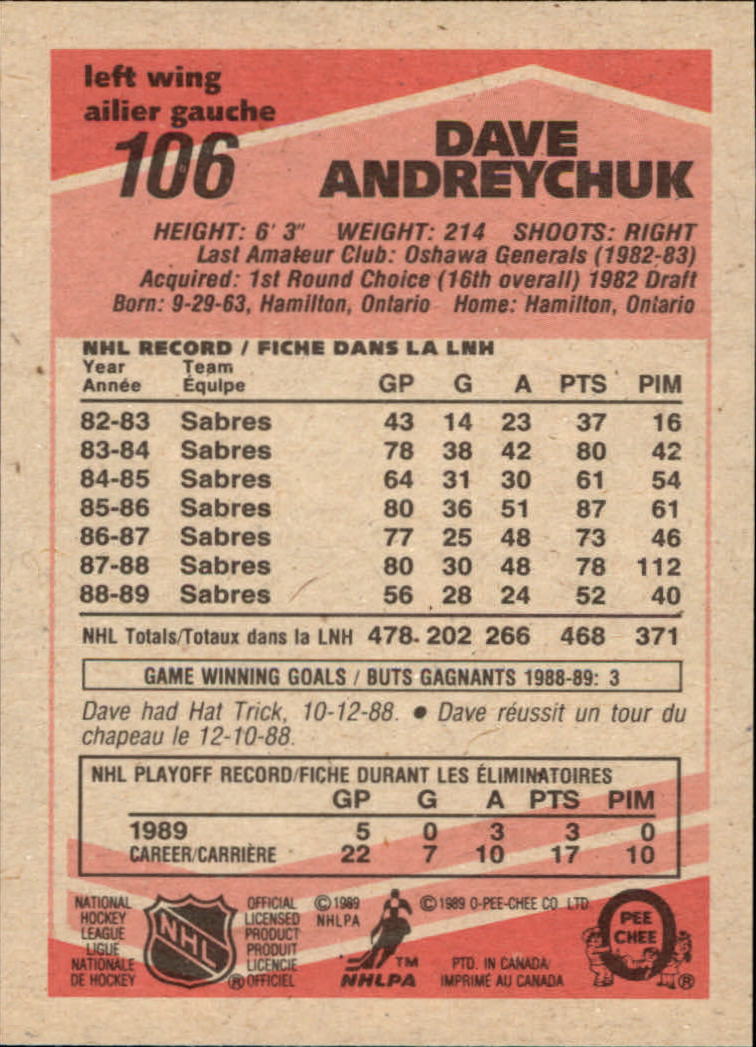 left wing
ailier gauche
106
DAVE
ANDREYCHUK
HEIGHT: 6' 3" WEIGHT: 214 SHOOTS: RIGHT
Last Amateur Club: Oshawa Generals (1982-83)
Acquired: 1st Round Choice (16th overall) 1982 Draft
Born: 9-29-63, Hamilton, Ontario Home: Hamilton, Ontario
NHL RECORD / FICHE DANS LA LNH
Year Team
Année Équipe GP G A PTS PIM
82-83 Sabres 43 14 23 37 16
83-84 Sabres 78 38 42 80 42
84-85 Sabres 64 31 30 61 54
85-86 Sabres 80 36 51 87 61
86-87 Sabres 77 25 48 73 46
87-88 Sabres 80 30 48 78 112
88-89 Sabres 56 28 24 52 40
NHL Totals/Totaux dans la LNH 478 202 266 468 371
GAME WINNING GOALS / BUTS GAGNANTS 1988-89: 3
Dave had Hat Trick, 10-12-88. ● Dave réussit un tour du
chapeau le 12-10-88.
NHL PLAYOFF RECORD/FICHE DURANT LES ÉLIMINATOIRES
GP G A PTS PIM
1989 5 0 3 3 0
CAREER/CARRIÈRE 22 7 10 17 10
NATIONAL
HOCKEY
LEAGUE
LIGUE
NATIONALE
DE HOCKEY
NHL
OFFICIAL
LICENSED
PRODUCT
PRODUIT
LICENCIE
® OFFICIEL
© 1989
NHLPA
TM
NHLPA
© 1989 O-PEE-CHEE CO. LTD.
PTD. IN CANADA/
IMPRIMÉ AU CANADA
PEE
CHEE
®